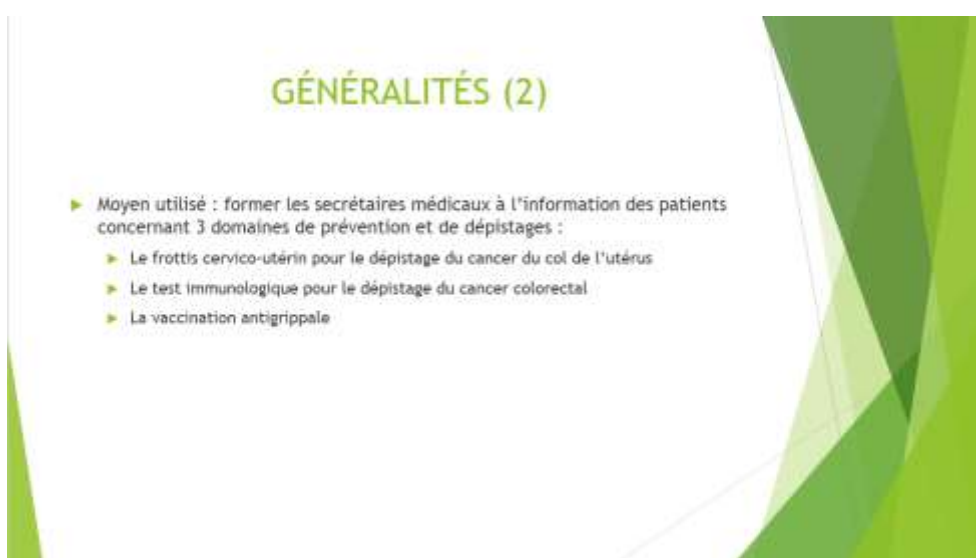 GÉNÉRALITÉS (2)
Moyen utilisé : former les secrétaires médicaux à l'information des patients
concernant 3 domaines de prévention et de dépistages :
Le frottis cervico-utérin pour le dépistage du cancer du col de l'utérus
Le test immunologique pour le dépistage du cancer colorectal
La vaccination antigrippale